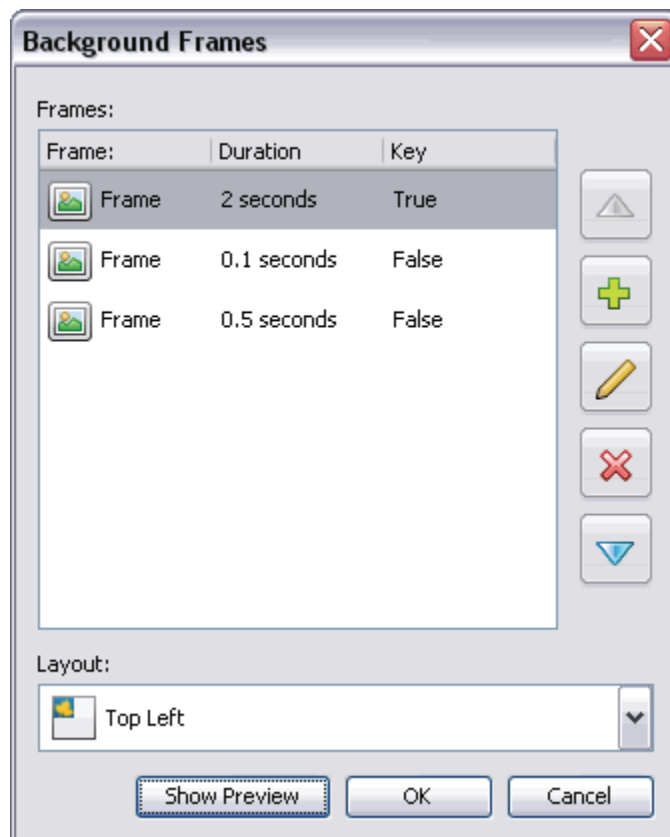 Background Frames
Frames:
Frame: Duration Key
Frame 2 seconds True
Frame 0.1 seconds False
Frame 0.5 seconds False
Layout:
Top Left
Show Preview OK Cancel